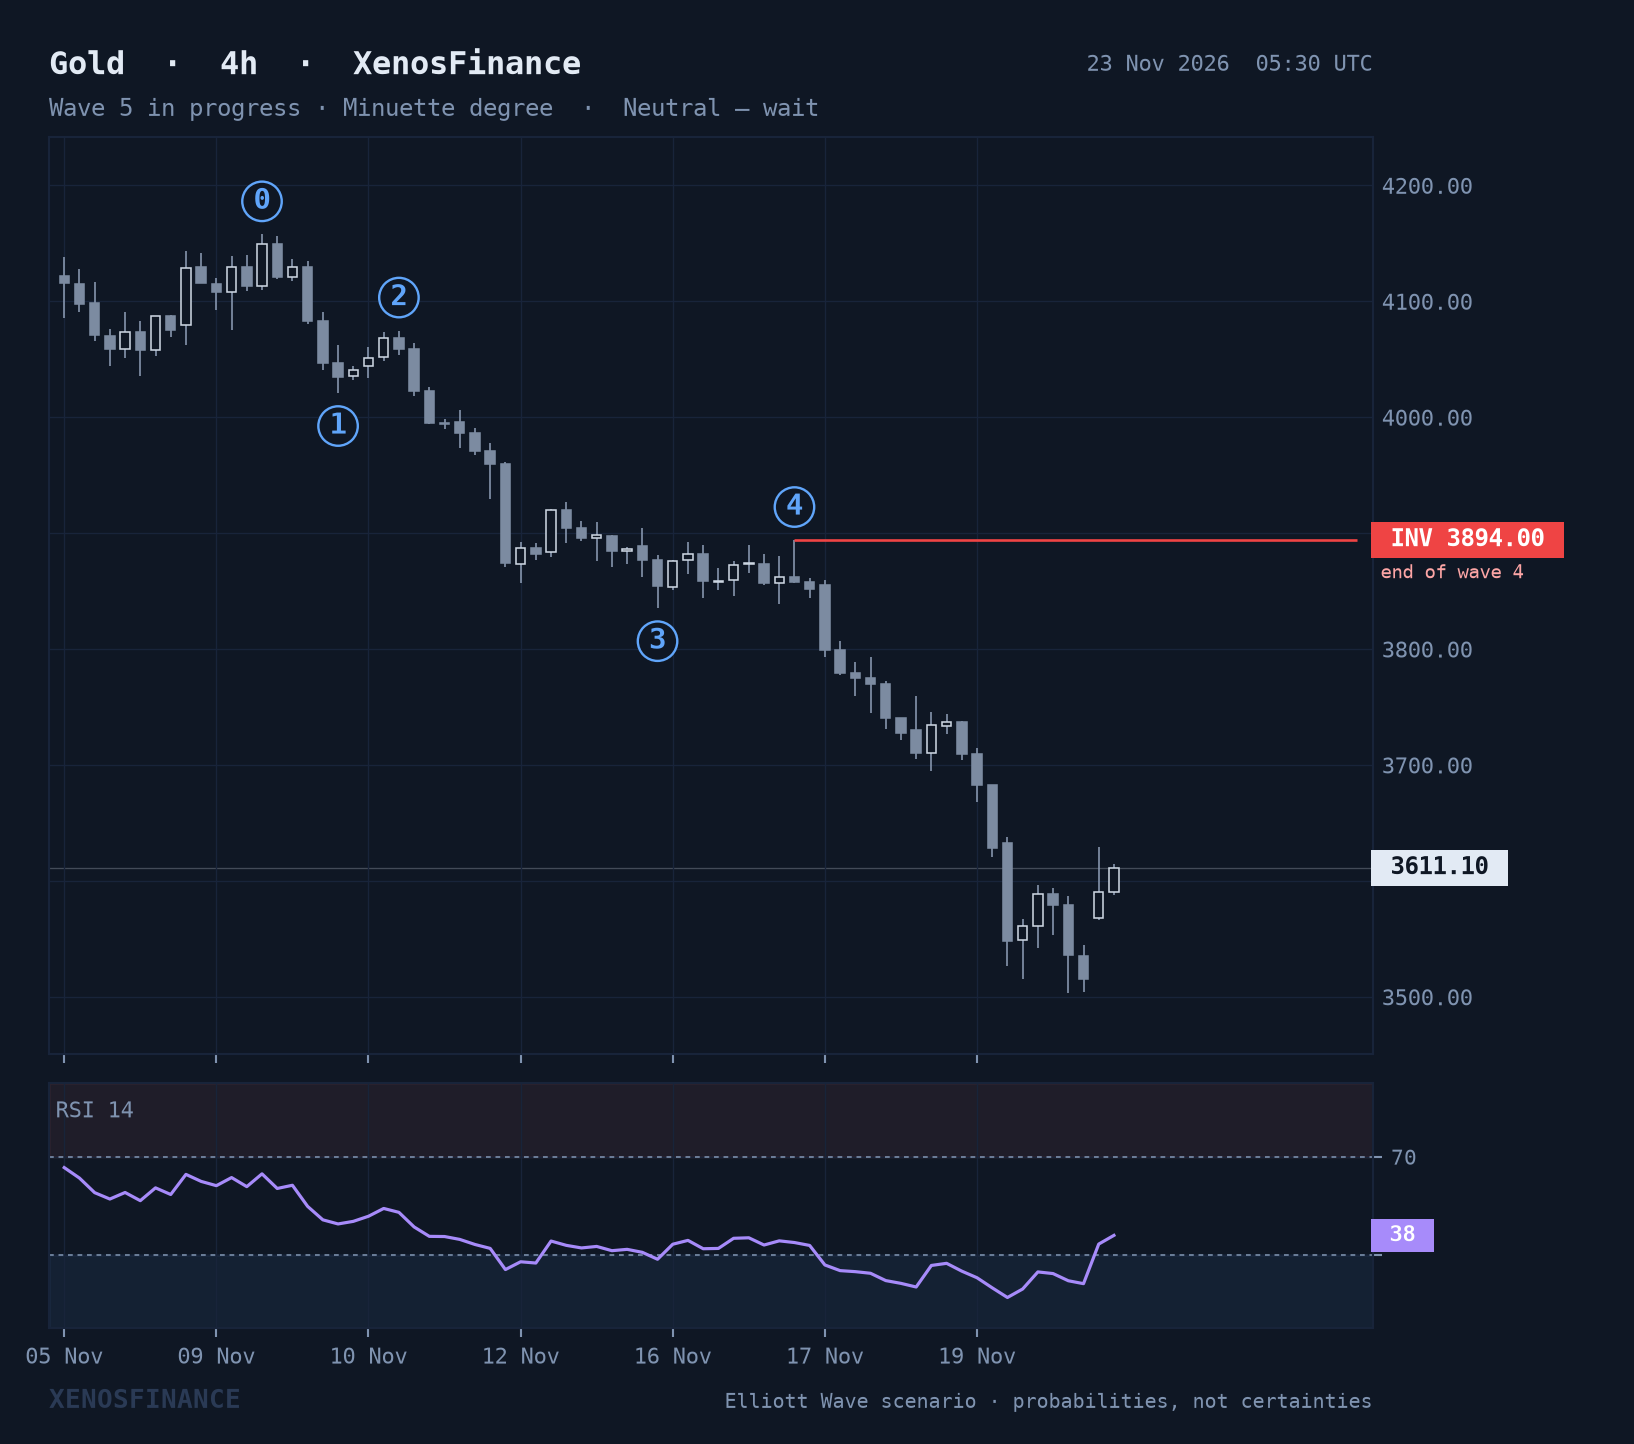 Gold · 4h · XenosFinance
23 Nov 2026 05:30 UTC
Wave 5 in progress · Minuette degree · Neutral — wait
0
2
1
4
3
4200.00
4100.00
4000.00
INV 3894.00
end of wave 4
3800.00
3700.00
3611.10
3500.00
RSI 14
70
38
05 Nov
09 Nov
10 Nov
12 Nov
16 Nov
17 Nov
19 Nov
XENOSFINANCE
Elliott Wave scenario · probabilities, not certainties